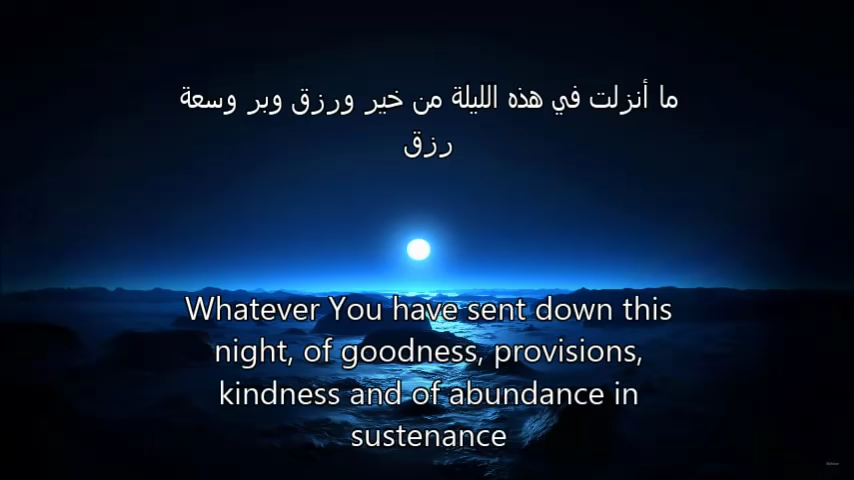 ما أنزلت في هذه الليلة من خير ورزق وبر وسعة
رزق
Whatever You have sent down this
night, of goodness, provisions,
kindness and of abundance in
sustenance